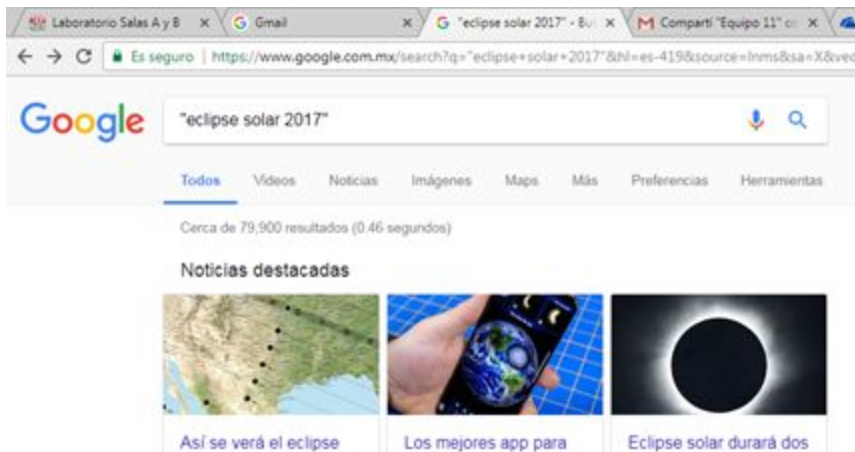 Laboratorio Salas A y B
Gmail
"eclipse solar 2017" - Bu
Compartí "Equipo 11" c
Es seguro
https://www.google.com.mx/search?q="eclipse+solar+2017"&hl=es-419&source=lnms&sa=X&ved
Google
"eclipse solar 2017"
Todos Videos Noticias Imágenes Maps Más Preferencias Herramientas
Cerca de 79,900 resultados (0.46 segundos)
Noticias destacadas
Así se verá el eclipse
Los mejores app para
Eclipse solar durará dos